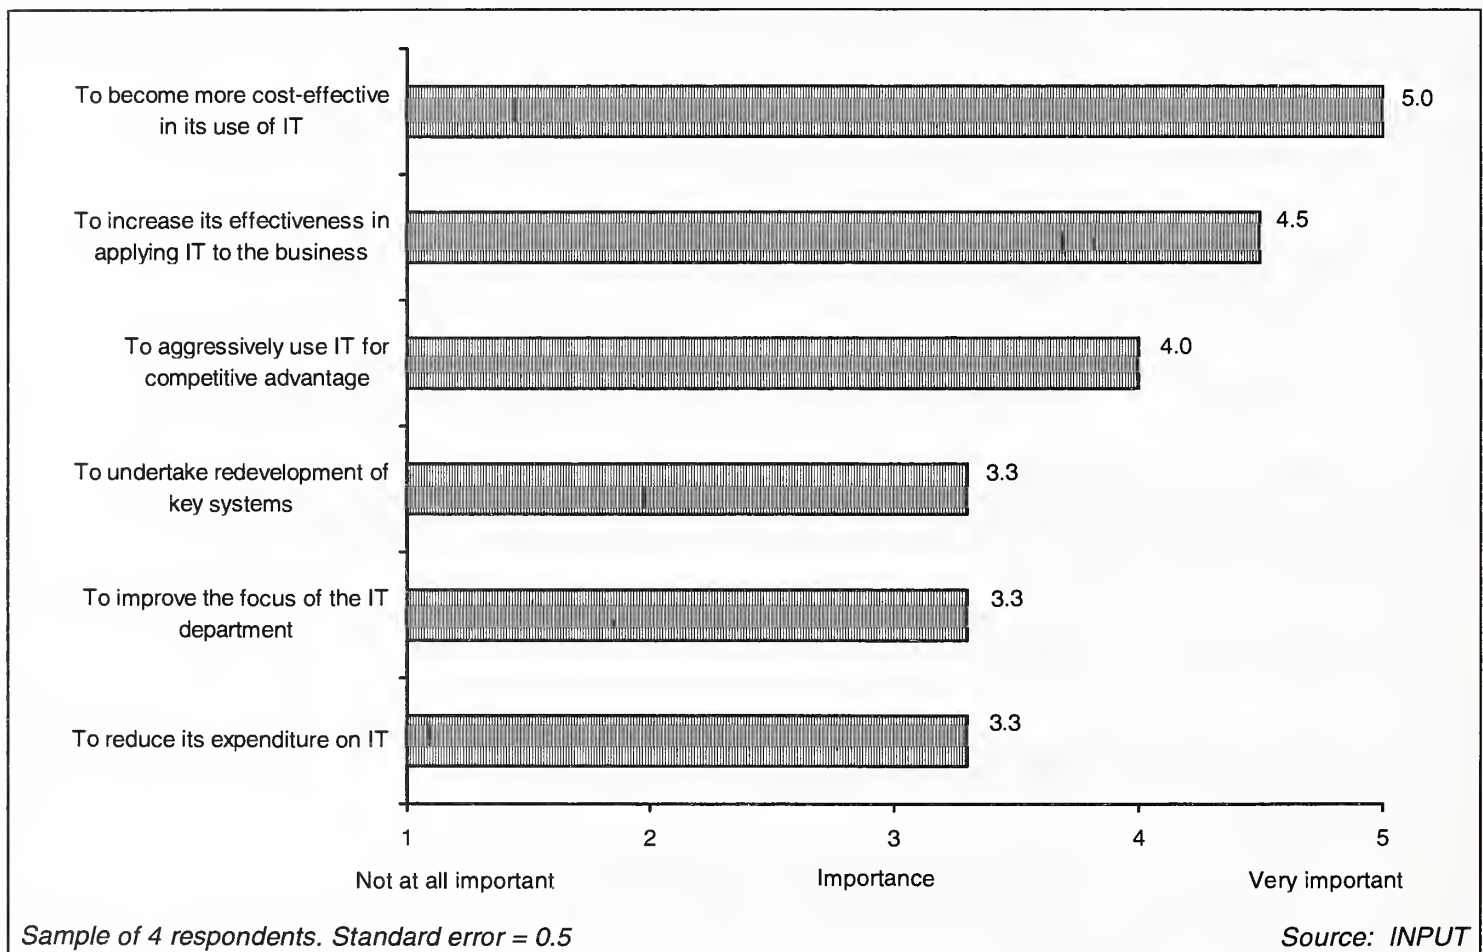 To become more cost-effective
in its use of IT
5.0
To increase its effectiveness in
applying IT to the business
4.5
To aggressively use IT for
competitive advantage
4.0
To undertake redevelopment of
key systems
3.3
To improve the focus of the IT
department
3.3
To reduce its expenditure on IT
3.3
1 2 3 4 5
Not at all important Importance Very important
Sample of 4 respondents. Standard error = 0.5 Source: INPUT